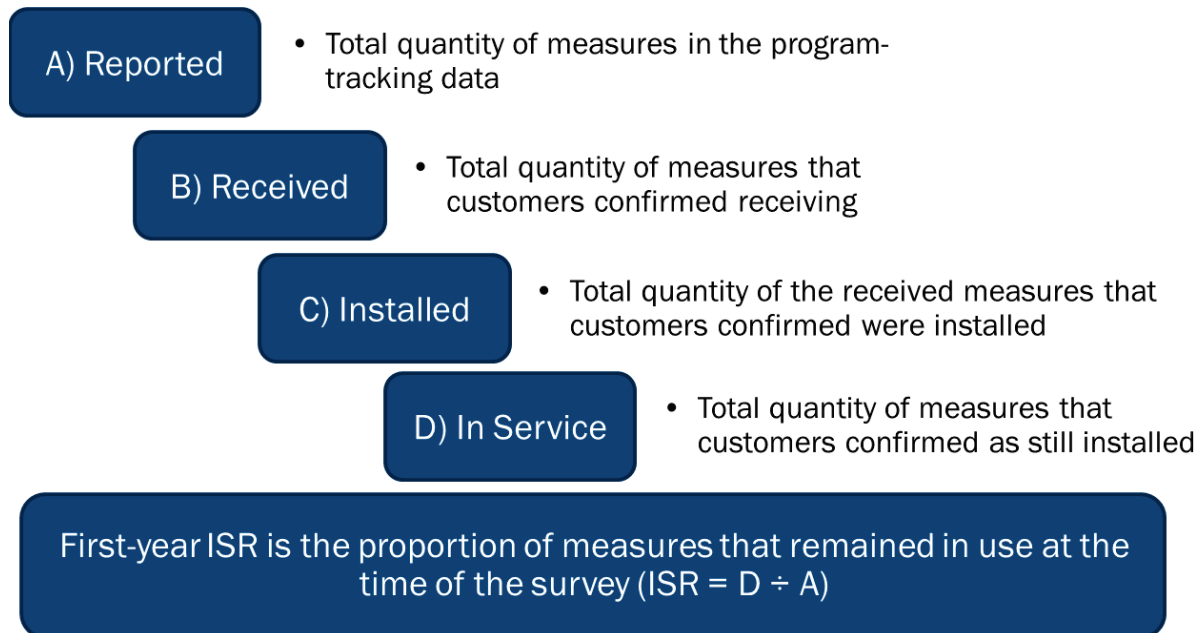 A) Reported
• Total quantity of measures in the program-
tracking data
B) Received
• Total quantity of measures that
customers confirmed receiving
C) Installed
• Total quantity of the received measures that
customers confirmed were installed
D) In Service
• Total quantity of measures that
customers confirmed as still installed
First-year ISR is the proportion of measures that remained in use at the
time of the survey (ISR = D ÷ A)